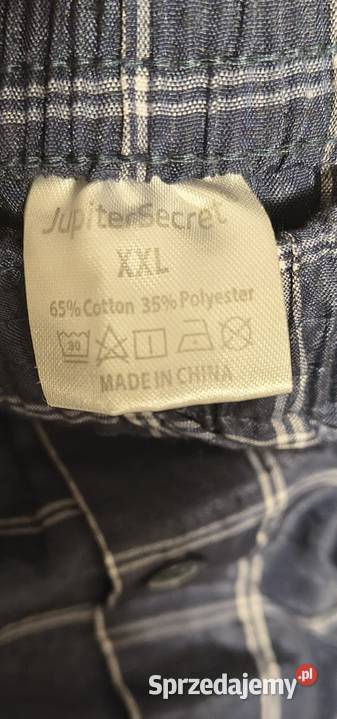 JupiterSecret
XXL
65% Cotton 35% Polyester
30
MADE IN CHINA
Sprzedajemy.pl